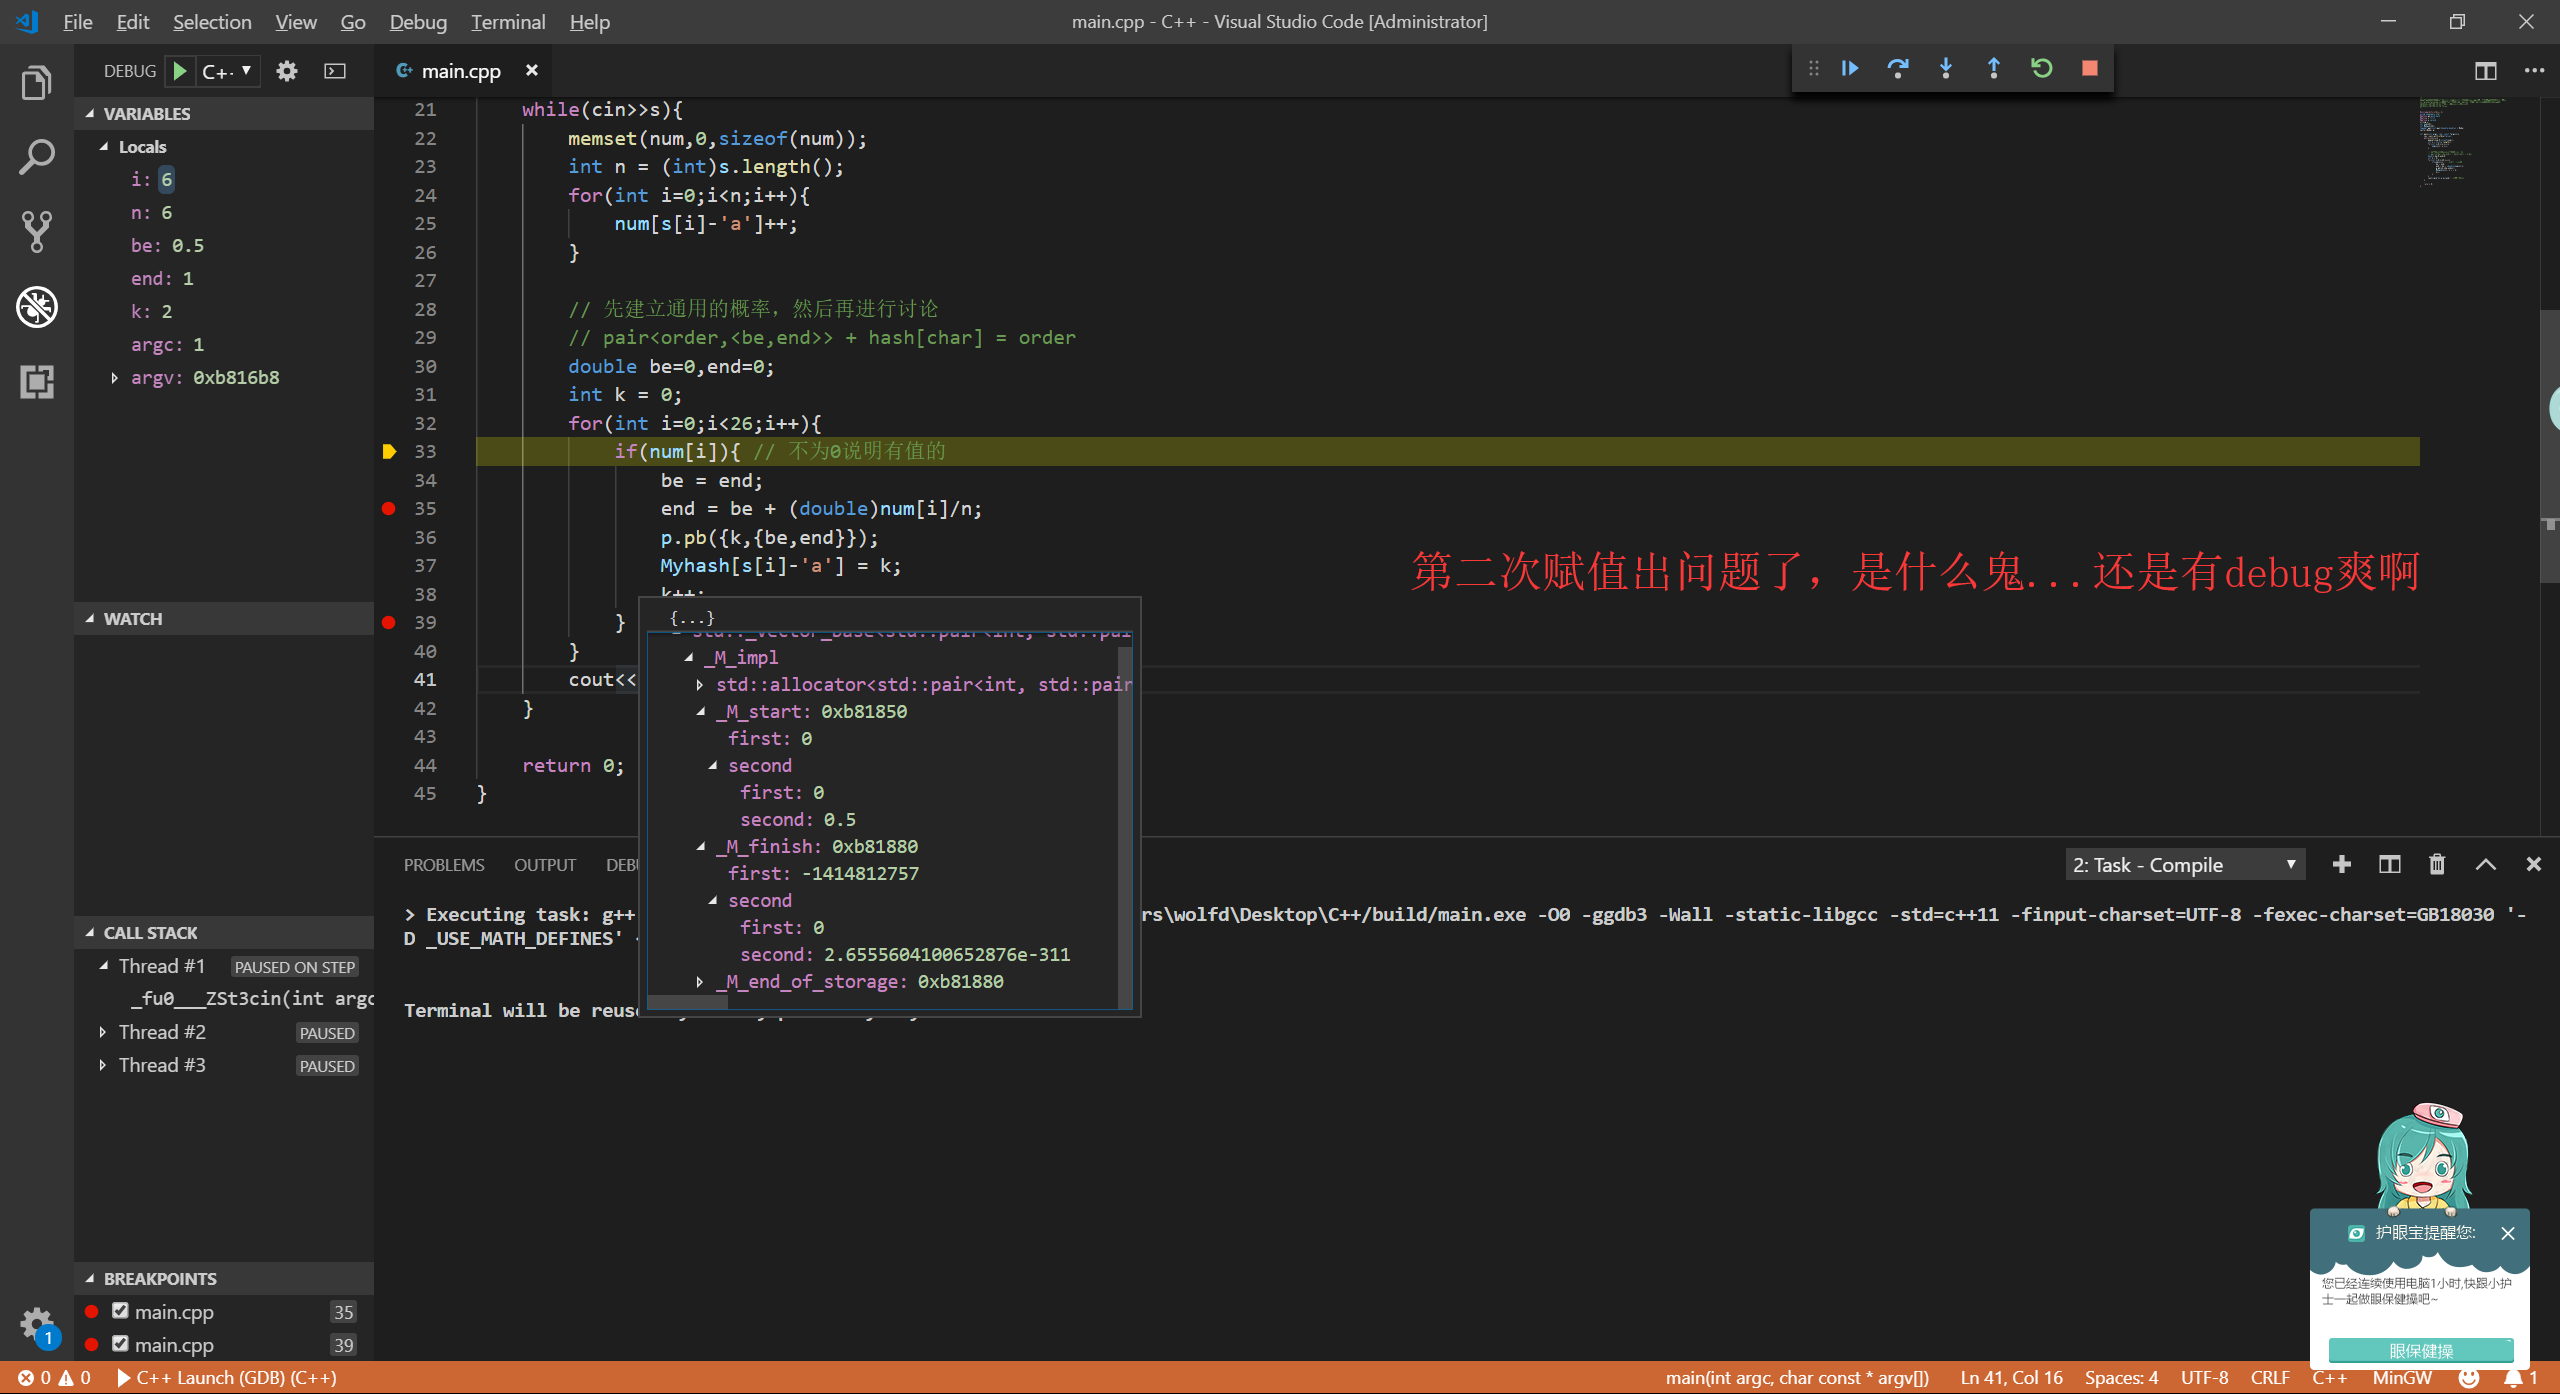 File Edit Selection View Go Debug Terminal Help
main.cpp - C++ - Visual Studio Code [Administrator]
DEBUG C+
main.cpp
VARIABLES
Locals
i: 6
n: 6
be: 0.5
end: 1
k: 2
argc: 1
argv: 0xb816b8
WATCH
CALL STACK
Thread #1 PAUSED ON STEP
_fu0___ZSt3cin(int argc
Thread #2 PAUSED
Thread #3 PAUSED
BREAKPOINTS
main.cpp 35
main.cpp 39
1
21 while(cin>>s){
22 memset(num,0,sizeof(num));
23 int n = (int)s.length();
24 for(int i=0;i<n;i++){
25 num[s[i]-'a']++;
26 }
27
28 // 先建立通用的概率，然后再进行讨论
29 // pair<order,<be,end>> + hash[char] = order
30 double be=0,end=0;
31 int k = 0;
32 for(int i=0;i<26;i++){
33 if(num[i]){ // 不为0说明有值的
34 be = end;
35 end = be + (double)num[i]/n;
36 p.pb({k,{be,end}});
37 Myhash[s[i]-'a'] = k;
38 k++;
39 }
40 }
41 cout<<
42 }
43
44 return 0;
45 }
第二次赋值出问题了，是什么鬼...还是有debug爽啊
{...}
std::_Vector_base<std::pair<int, std::pai
_M_impl
std::allocator<std::pair<int, std::pair
_M_start: 0xb81850
first: 0
second
first: 0
second: 0.5
_M_finish: 0xb81880
first: -1414812757
second
first: 0
second: 2.6555604100652876e-311
_M_end_of_storage: 0xb81880
PROBLEMS OUTPUT DEBU
2: Task - Compile
> Executing task: g++ rs\wolfd\Desktop\C++/build/main.exe -O0 -ggdb3 -Wall -static-libgcc -std=c++11 -finput-charset=UTF-8 -fexec-charset=GB18030 '-
D _USE_MATH_DEFINES'
Terminal will be reus
护眼宝提醒您:
您已经连续使用电脑1小时,快跟小护
士一起做眼保健操吧~
眼保健操
0 0 C++ Launch (GDB) (C++)
main(int argc, char const * argv[]) Ln 41, Col 16 Spaces: 4 UTF-8 CRLF C++ MinGW 1